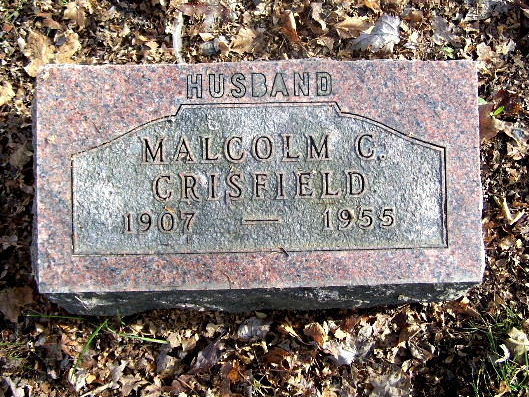 HUSBAND
MALCOLM C.
CRISFIELD
1907 — 1955